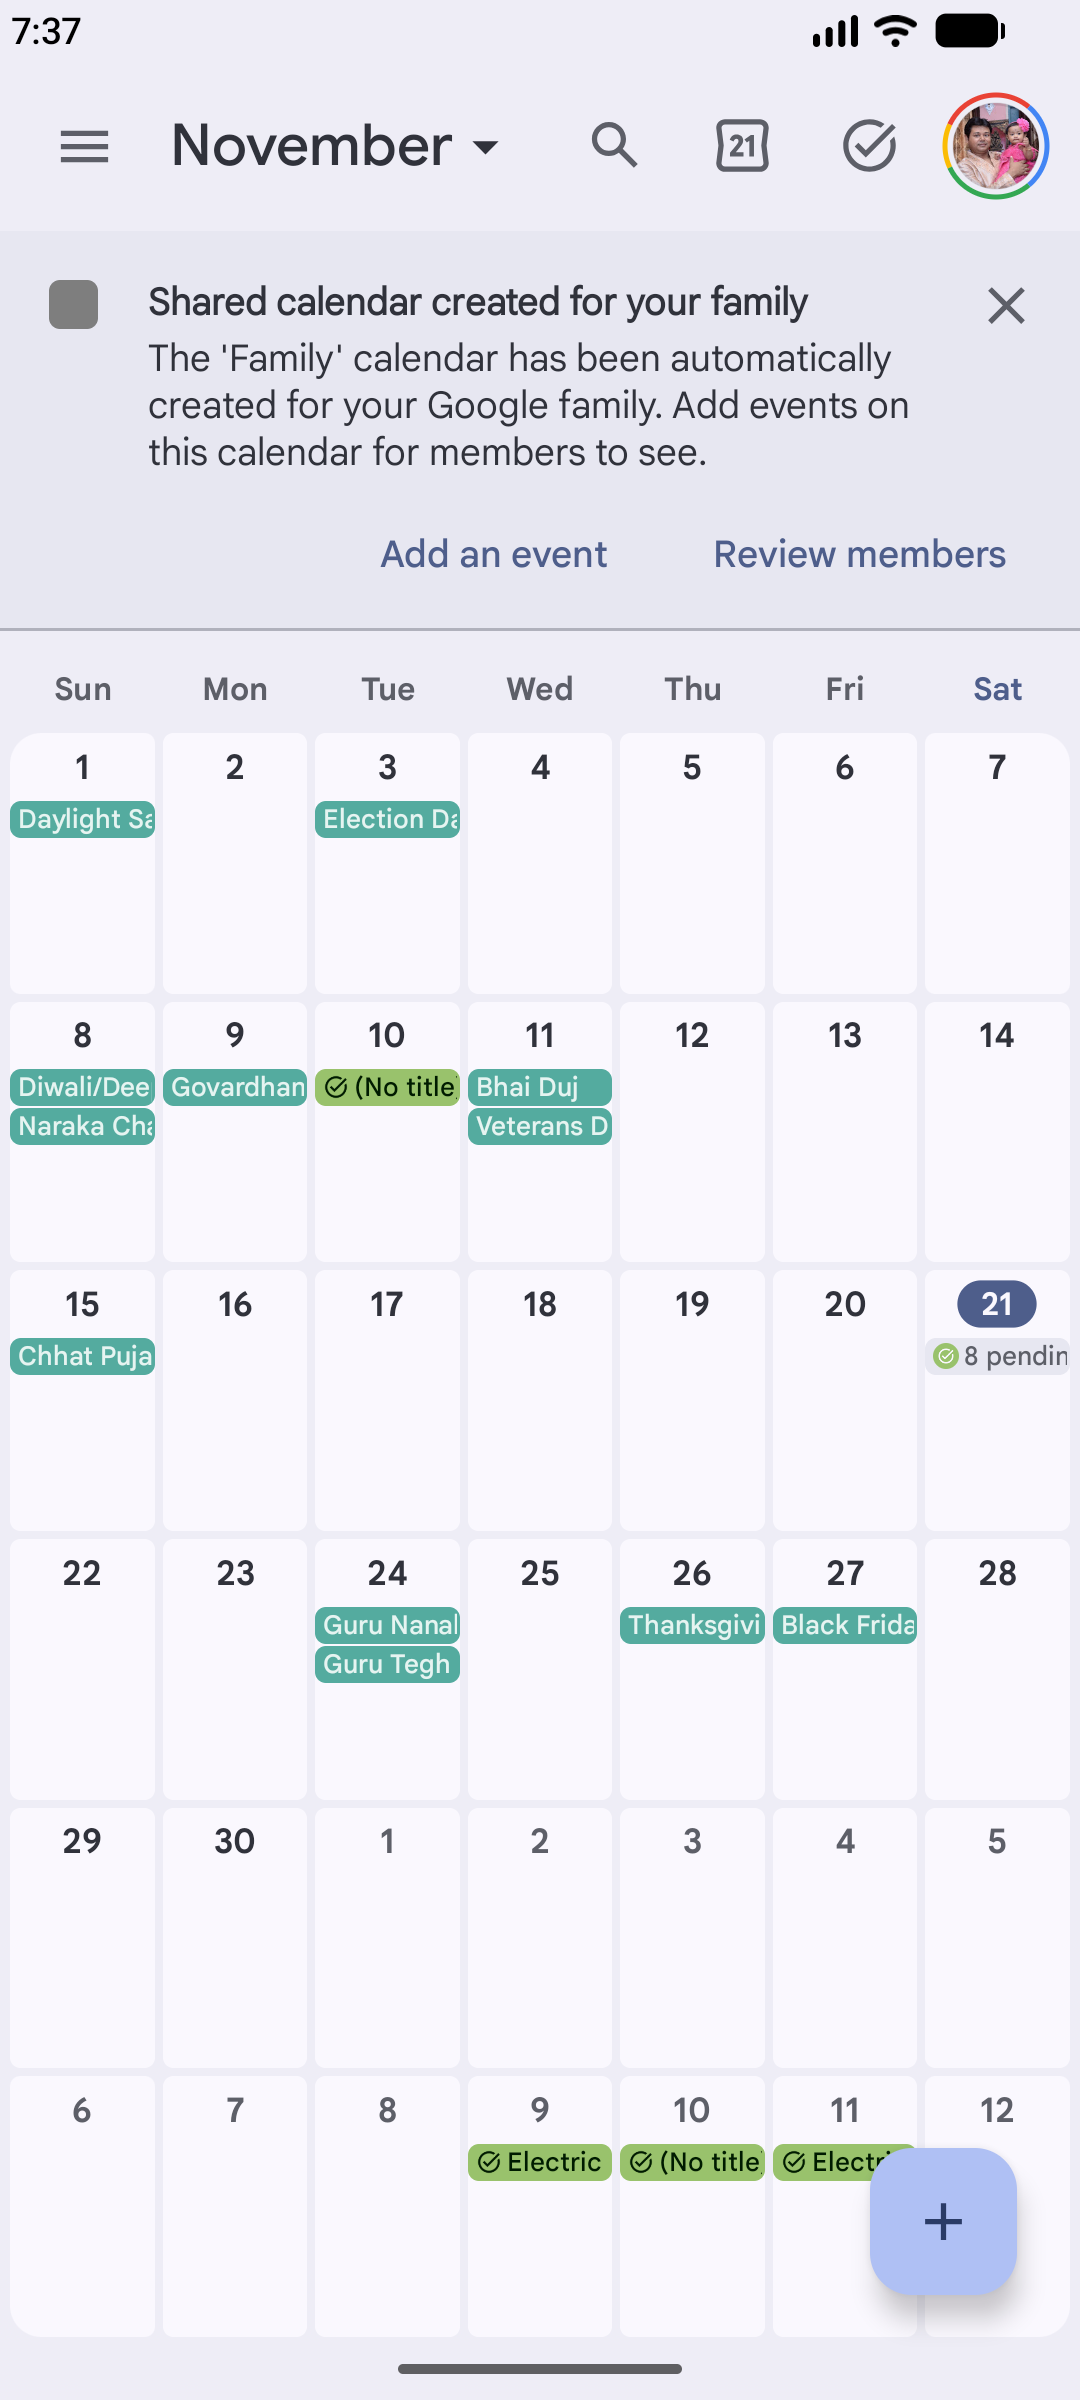 7:37
November
21
Shared calendar created for your family
The 'Family' calendar has been automatically
created for your Google family. Add events on
this calendar for members to see.
Add an event Review members
Sun Mon Tue Wed Thu Fri Sat
1 2 3 4 5 6 7
Daylight Sa Election Da
8 9 10 11 12 13 14
Diwali/Dee Govardhan (No title) Bhai Duj
Naraka Cha Veterans D
15 16 17 18 19 20 21
Chhat Puja 8 pendin
22 23 24 25 26 27 28
Guru Nanak Thanksgivi Black Frida
Guru Tegh
29 30 1 2 3 4 5
6 7 8 9 10 11 12
Electric (No title) Electri